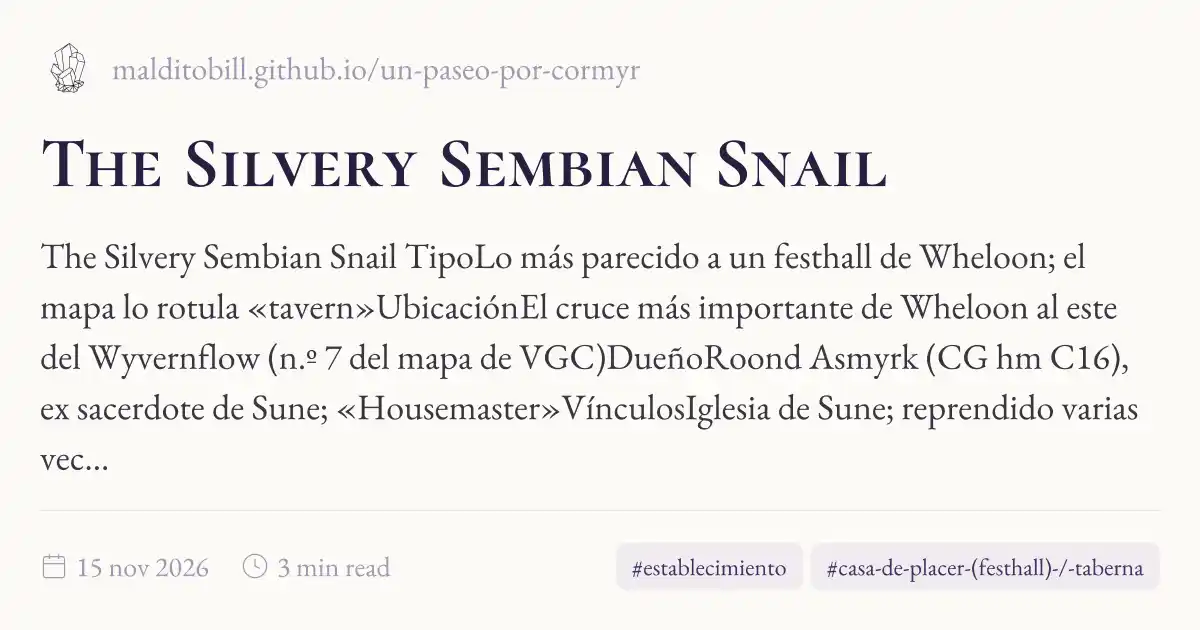 malditobill.github.io/un-paseo-por-cormyr
The Silvery Sembian Snail
The Silvery Sembian Snail TipoLo más parecido a un festhall de Wheloon; el
mapa lo rotula «tavern»UbicaciónEl cruce más importante de Wheloon al este
del Wyvernflow (n.º 7 del mapa de VGC)DueñoRoond Asmyrk (CG hm C16),
ex sacerdote de Sune; «Housemaster»VínculosIglesia de Sune; reprendido varias
vec...
15 nov 2026
3 min read
#establecimiento
#casa-de-placer-(festhall)-/-taberna